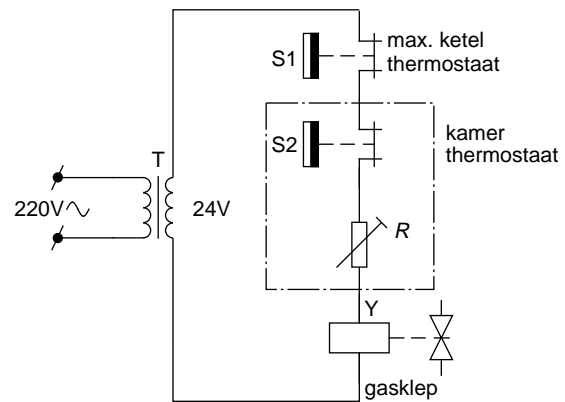 max. ketel
thermostaat
S1
kamer
thermostaat
S2
T
220V
24V
R
Y
gasklep